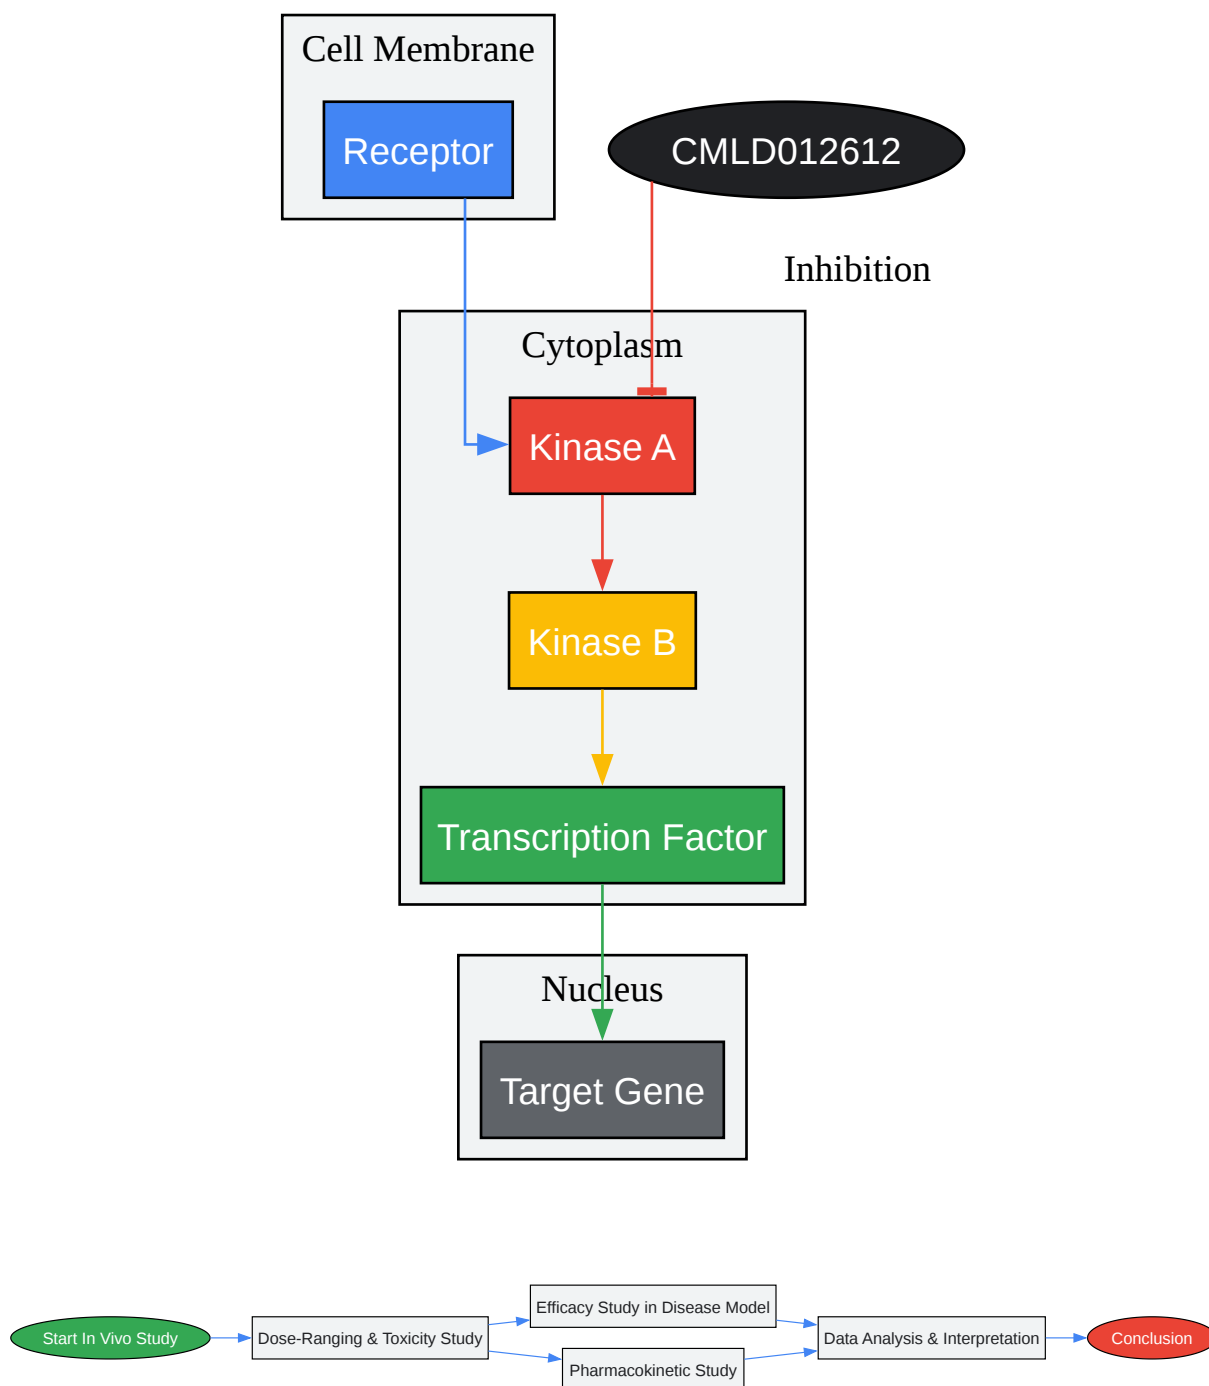 Cell Membrane
Receptor
CMLD012612
Inhibition
Cytoplasm
Kinase A
Kinase B
Transcription Factor
Nucleus
Target Gene
Start In Vivo Study
Dose-Ranging & Toxicity Study
Efficacy Study in Disease Model
Pharmacokinetic Study
Data Analysis & Interpretation
Conclusion